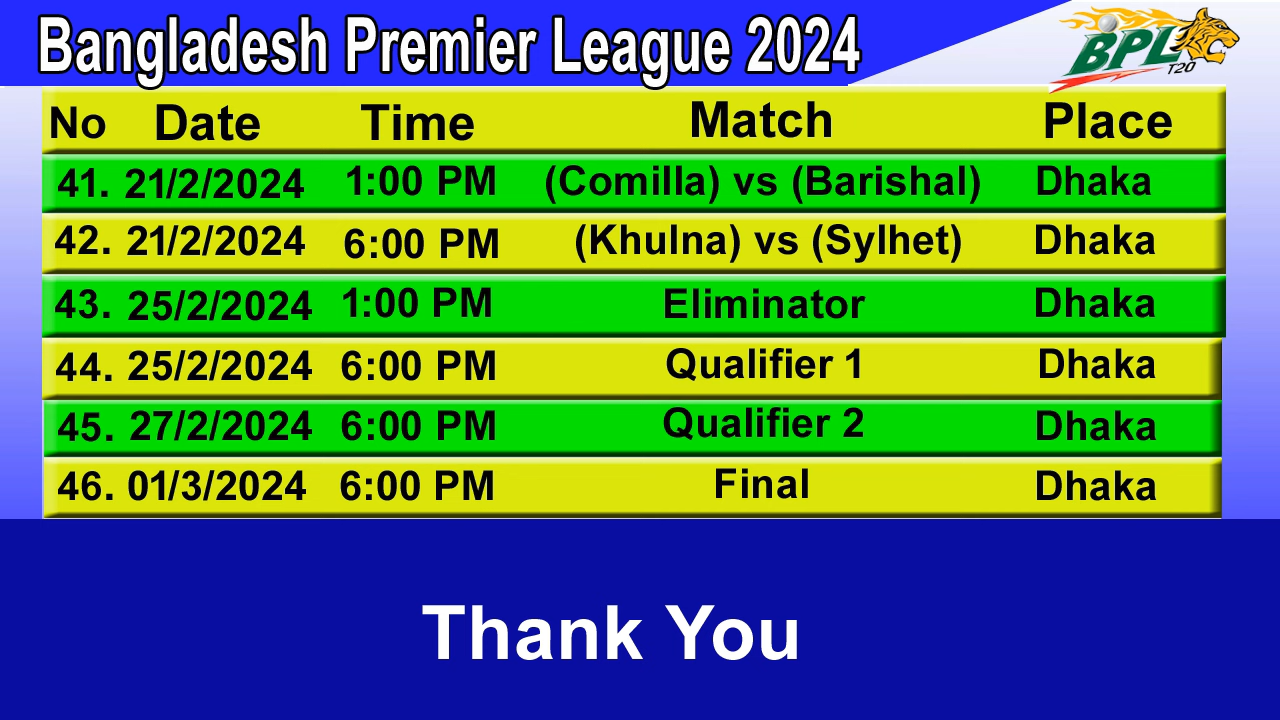 Bangladesh Premier League 2024
BPL
T20
No Date Time Match Place
41. 21/2/2024 1:00 PM (Comilla) vs (Barishal) Dhaka
42. 21/2/2024 6:00 PM (Khulna) vs (Sylhet) Dhaka
43. 25/2/2024 1:00 PM Eliminator Dhaka
44. 25/2/2024 6:00 PM Qualifier 1 Dhaka
45. 27/2/2024 6:00 PM Qualifier 2 Dhaka
46. 01/3/2024 6:00 PM Final Dhaka
Thank You